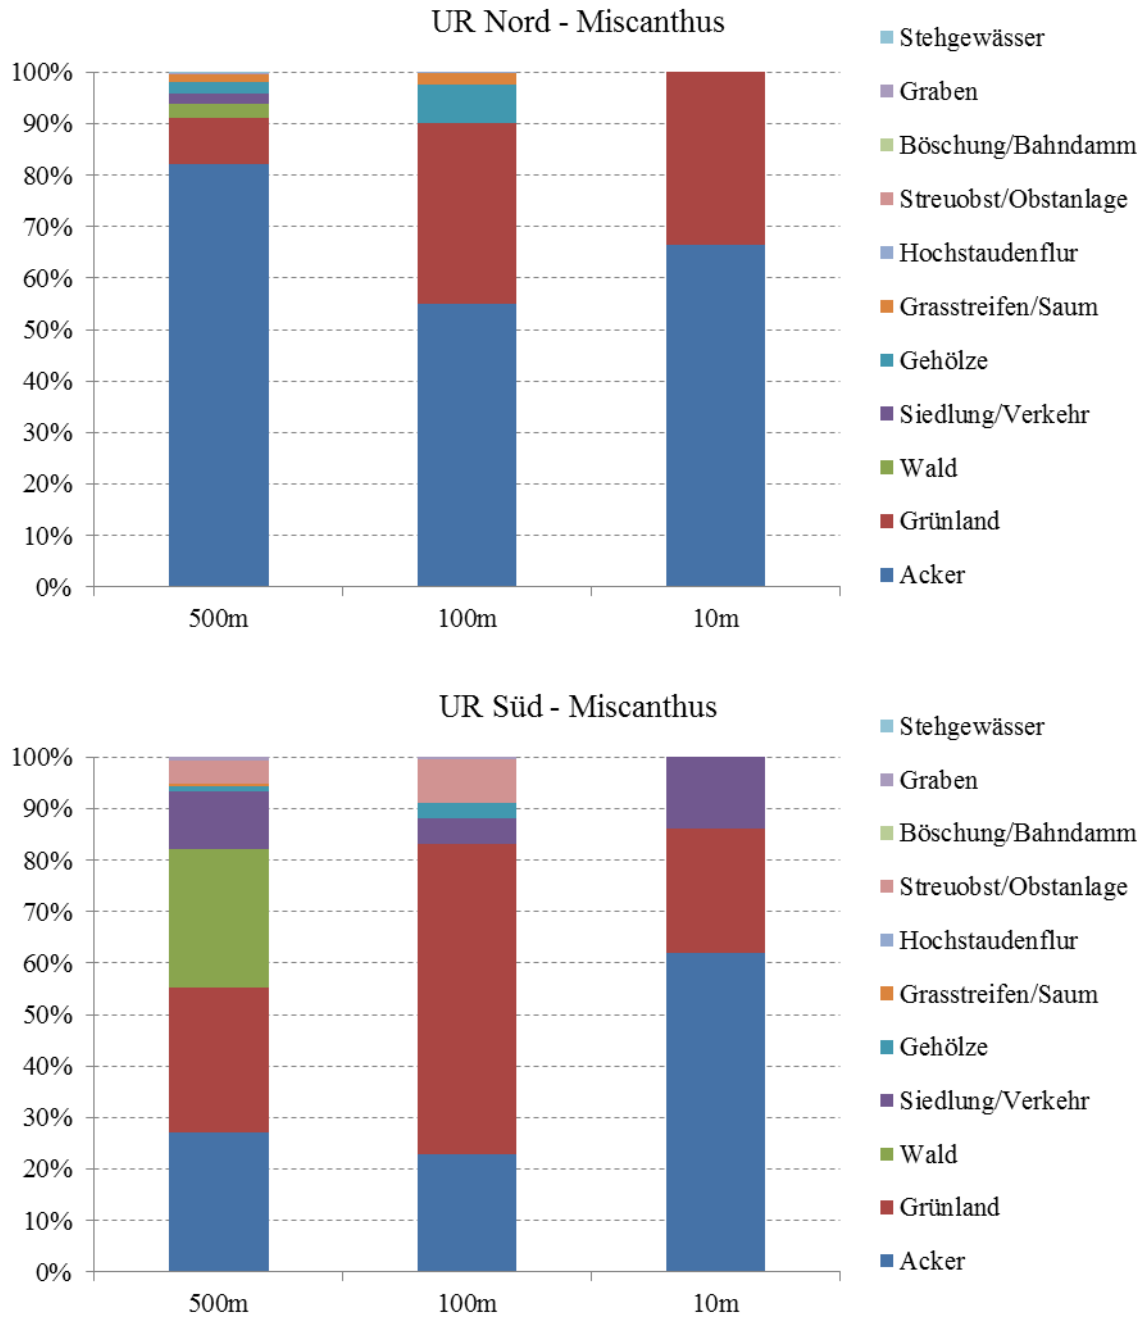 UR Nord - Miscanthus
100%
90%
80%
70%
60%
50%
40%
30%
20%
10%
0%
500m
100m
10m
Stehgewässer
Graben
Böschung/Bahndamm
Streuobst/Obstanlage
Hochstaudenflur
Grasstreifen/Saum
Gehölze
Siedlung/Verkehr
Wald
Grünland
Acker
UR Süd - Miscanthus
100%
90%
80%
70%
60%
50%
40%
30%
20%
10%
0%
500m
100m
10m
Stehgewässer
Graben
Böschung/Bahndamm
Streuobst/Obstanlage
Hochstaudenflur
Grasstreifen/Saum
Gehölze
Siedlung/Verkehr
Wald
Grünland
Acker